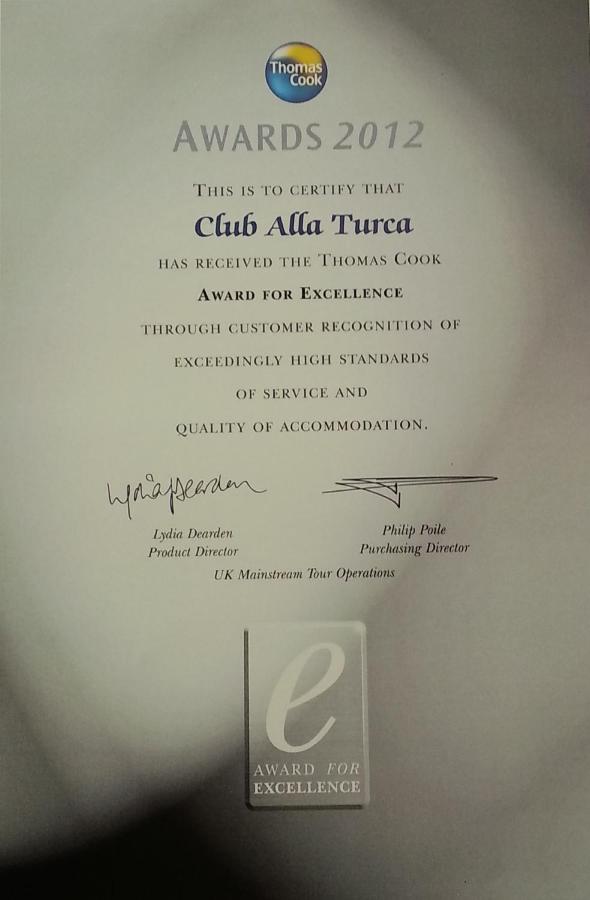 Thomas
Cook
AWARDS 2012
THIS IS TO CERTIFY THAT
Club Alla Turca
HAS RECEIVED THE THOMAS COOK
AWARD FOR EXCELLENCE
THROUGH CUSTOMER RECOGNITION OF
EXCEEDINGLY HIGH STANDARDS
OF SERVICE AND
QUALITY OF ACCOMMODATION.
Lydia Dearden
Lydia Dearden
Product Director
Philip Poile
Purchasing Director
UK Mainstream Tour Operations
e
AWARD FOR
EXCELLENCE